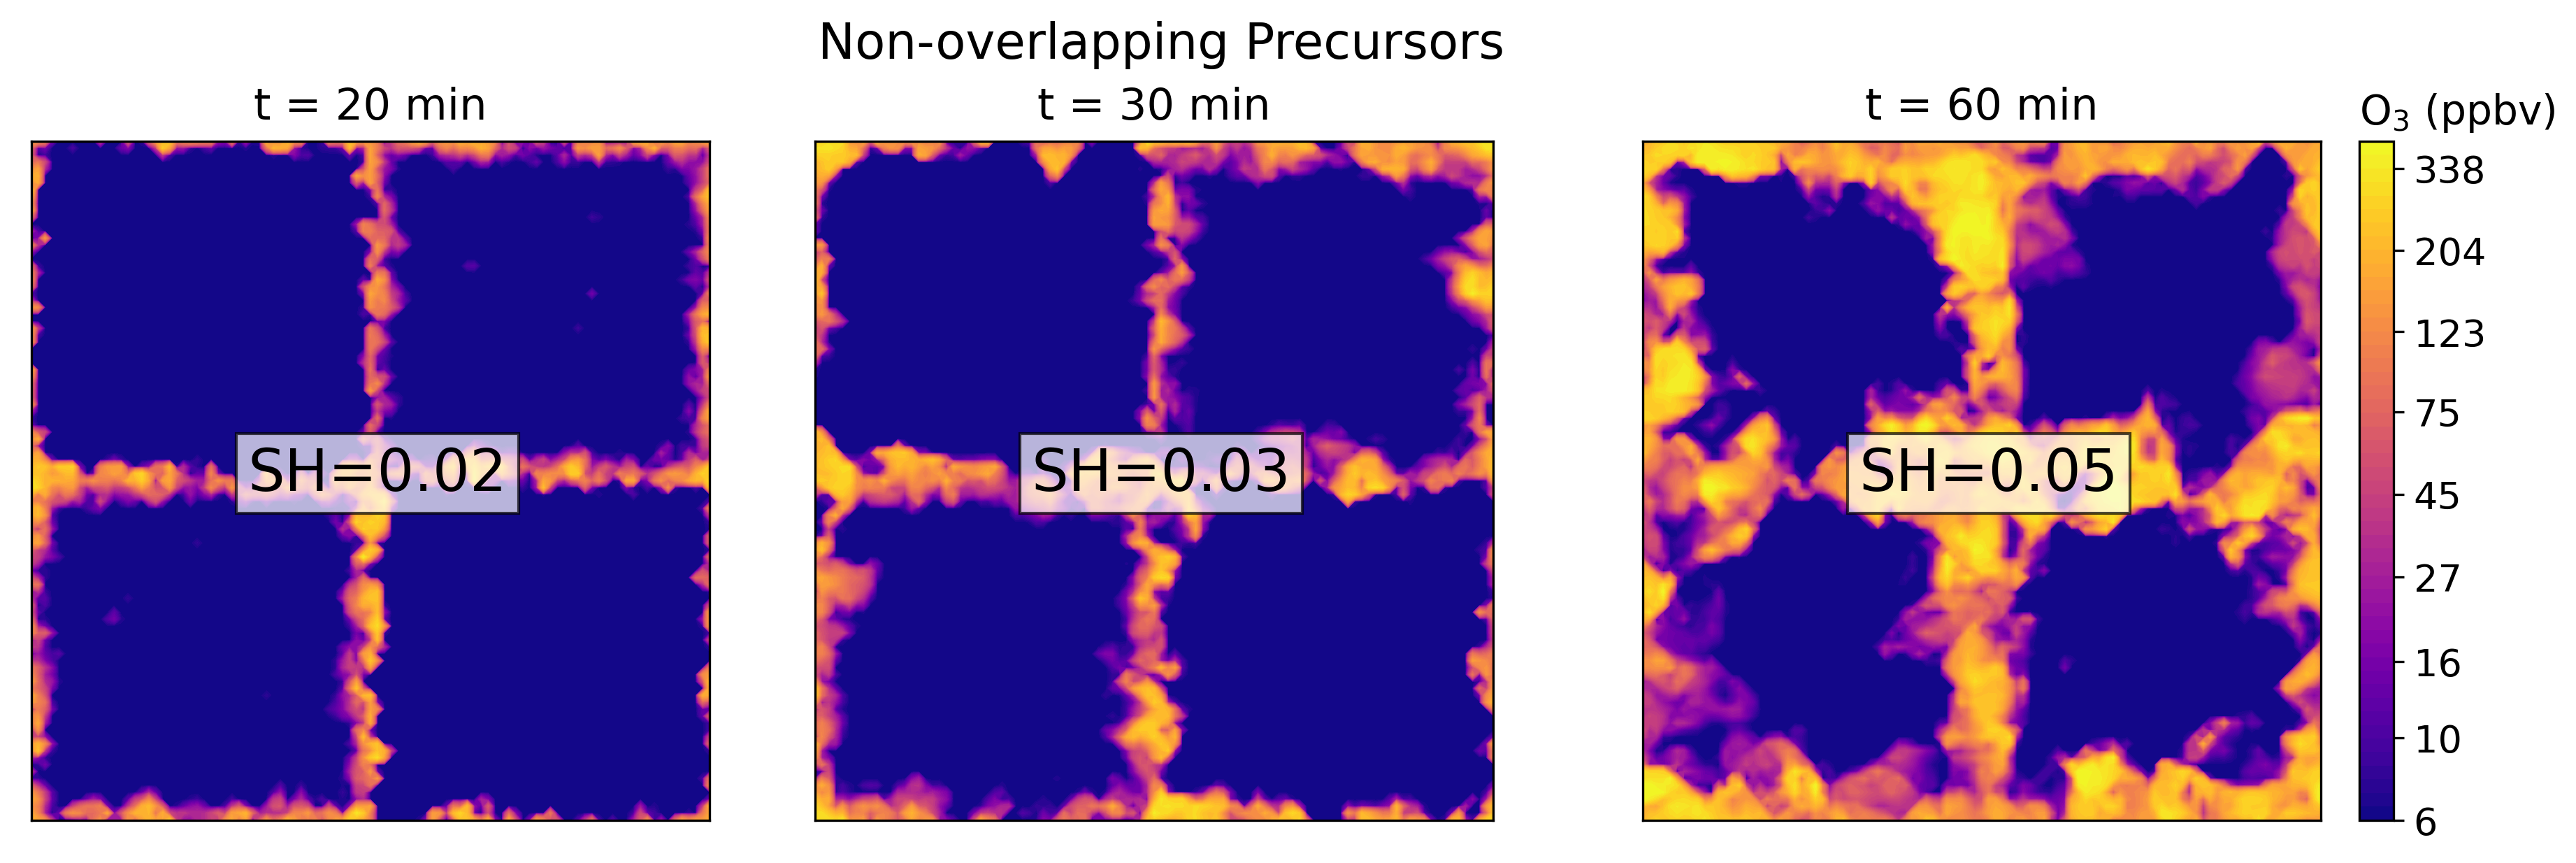 Non-overlapping Precursors
t = 20 min
t = 30 min
t = 60 min
O₃ (ppbv)
SH=0.02
SH=0.03
SH=0.05
338
204
123
75
45
27
16
10
6